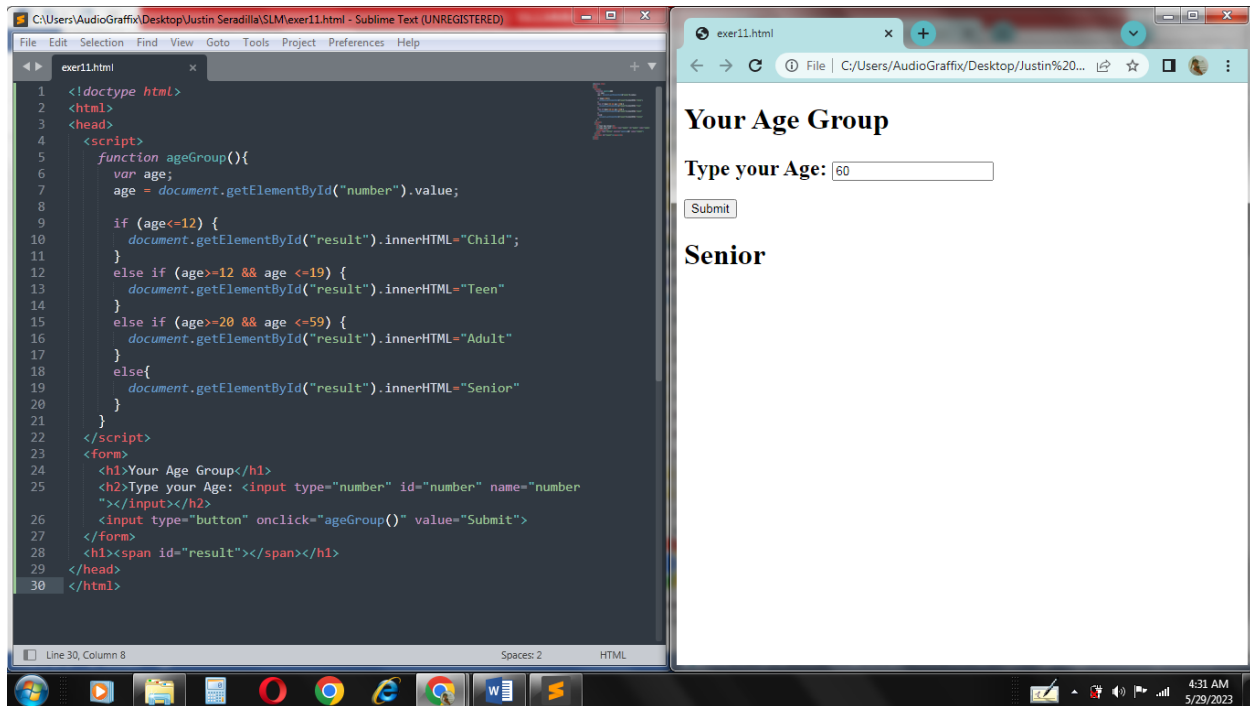 C:\Users\AudioGraffix\Desktop\Justin Seradilla\SLM\exer11.html - Sublime Text (UNREGISTERED)
File Edit Selection Find View Goto Tools Project Preferences Help
exer11.html
1 <!doctype html>
2 <html>
3 <head>
4 <script>
5 function ageGroup(){
6 var age;
7 age = document.getElementById("number").value;
8
9 if (age<=12) {
10 document.getElementById("result").innerHTML="Child";
11 }
12 else if (age>=12 && age <=19) {
13 document.getElementById("result").innerHTML="Teen"
14 }
15 else if (age>=20 && age <=59) {
16 document.getElementById("result").innerHTML="Adult"
17 }
18 else{
19 document.getElementById("result").innerHTML="Senior"
20 }
21 }
22 </script>
23 <form>
24 <h1>Your Age Group</h1>
25 <h2>Type your Age: <input type="number" id="number" name="number
"></input></h2>
26 <input type="button" onclick="ageGroup()" value="Submit">
27 </form>
28 <h1><span id="result"></span></h1>
29 </head>
30 </html>
Line 30, Column 8
Spaces: 2
HTML
exer11.html
File | C:/Users/AudioGraffix/Desktop/Justin%20...
Your Age Group
Type your Age: 60
Submit
Senior
4:31 AM
5/29/2023